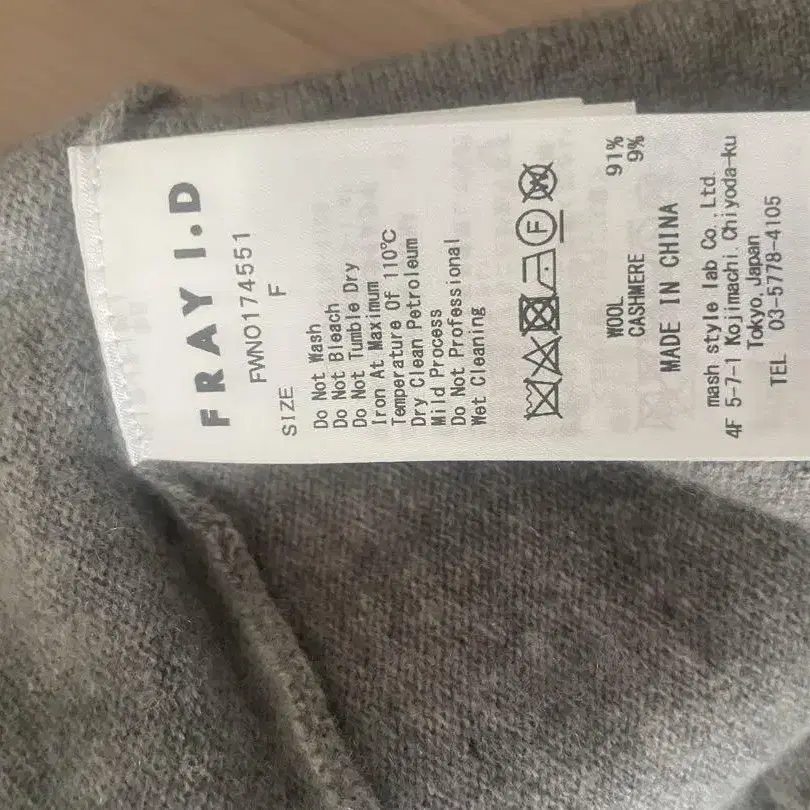 FRAY I.D
FWNO174551
SIZE F
Do Not Wash
Do Not Bleach
Do Not Tumble Dry
Iron At Maximum
Temperature Of 110℃
Dry Clean Petroleum
Mild Process
Do Not Professional
Wet Cleaning
F W
WOOL 91%
CASHMERE 9%
MADE IN CHINA
mash style lab Co.,Ltd.
4F 5-7-1 Kojimachi, Chiyoda-ku
Tokyo, Japan
TEL 03-5778-4105